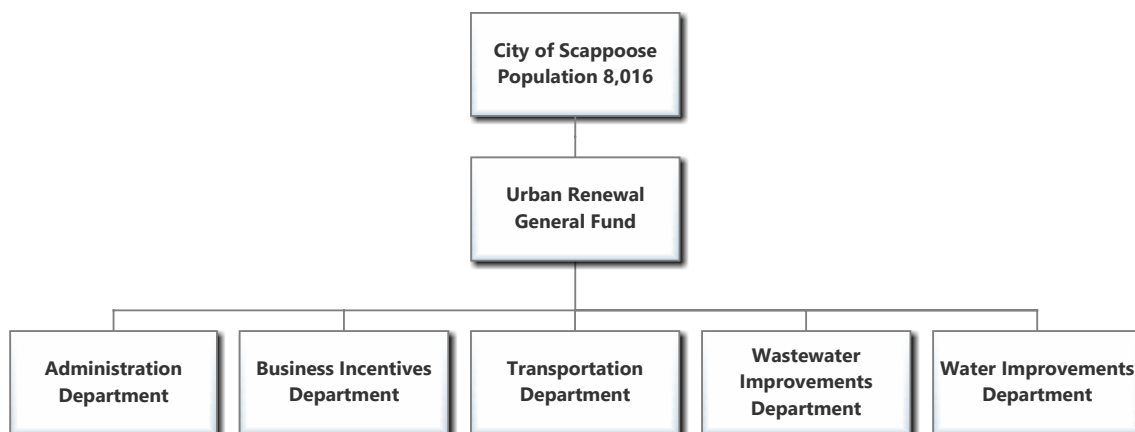 City of Scappoose
Population 8,016
Urban Renewal
General Fund
Administration
Department
Business Incentives
Department
Transportation
Department
Wastewater
Improvements
Department
Water Improvements
Department